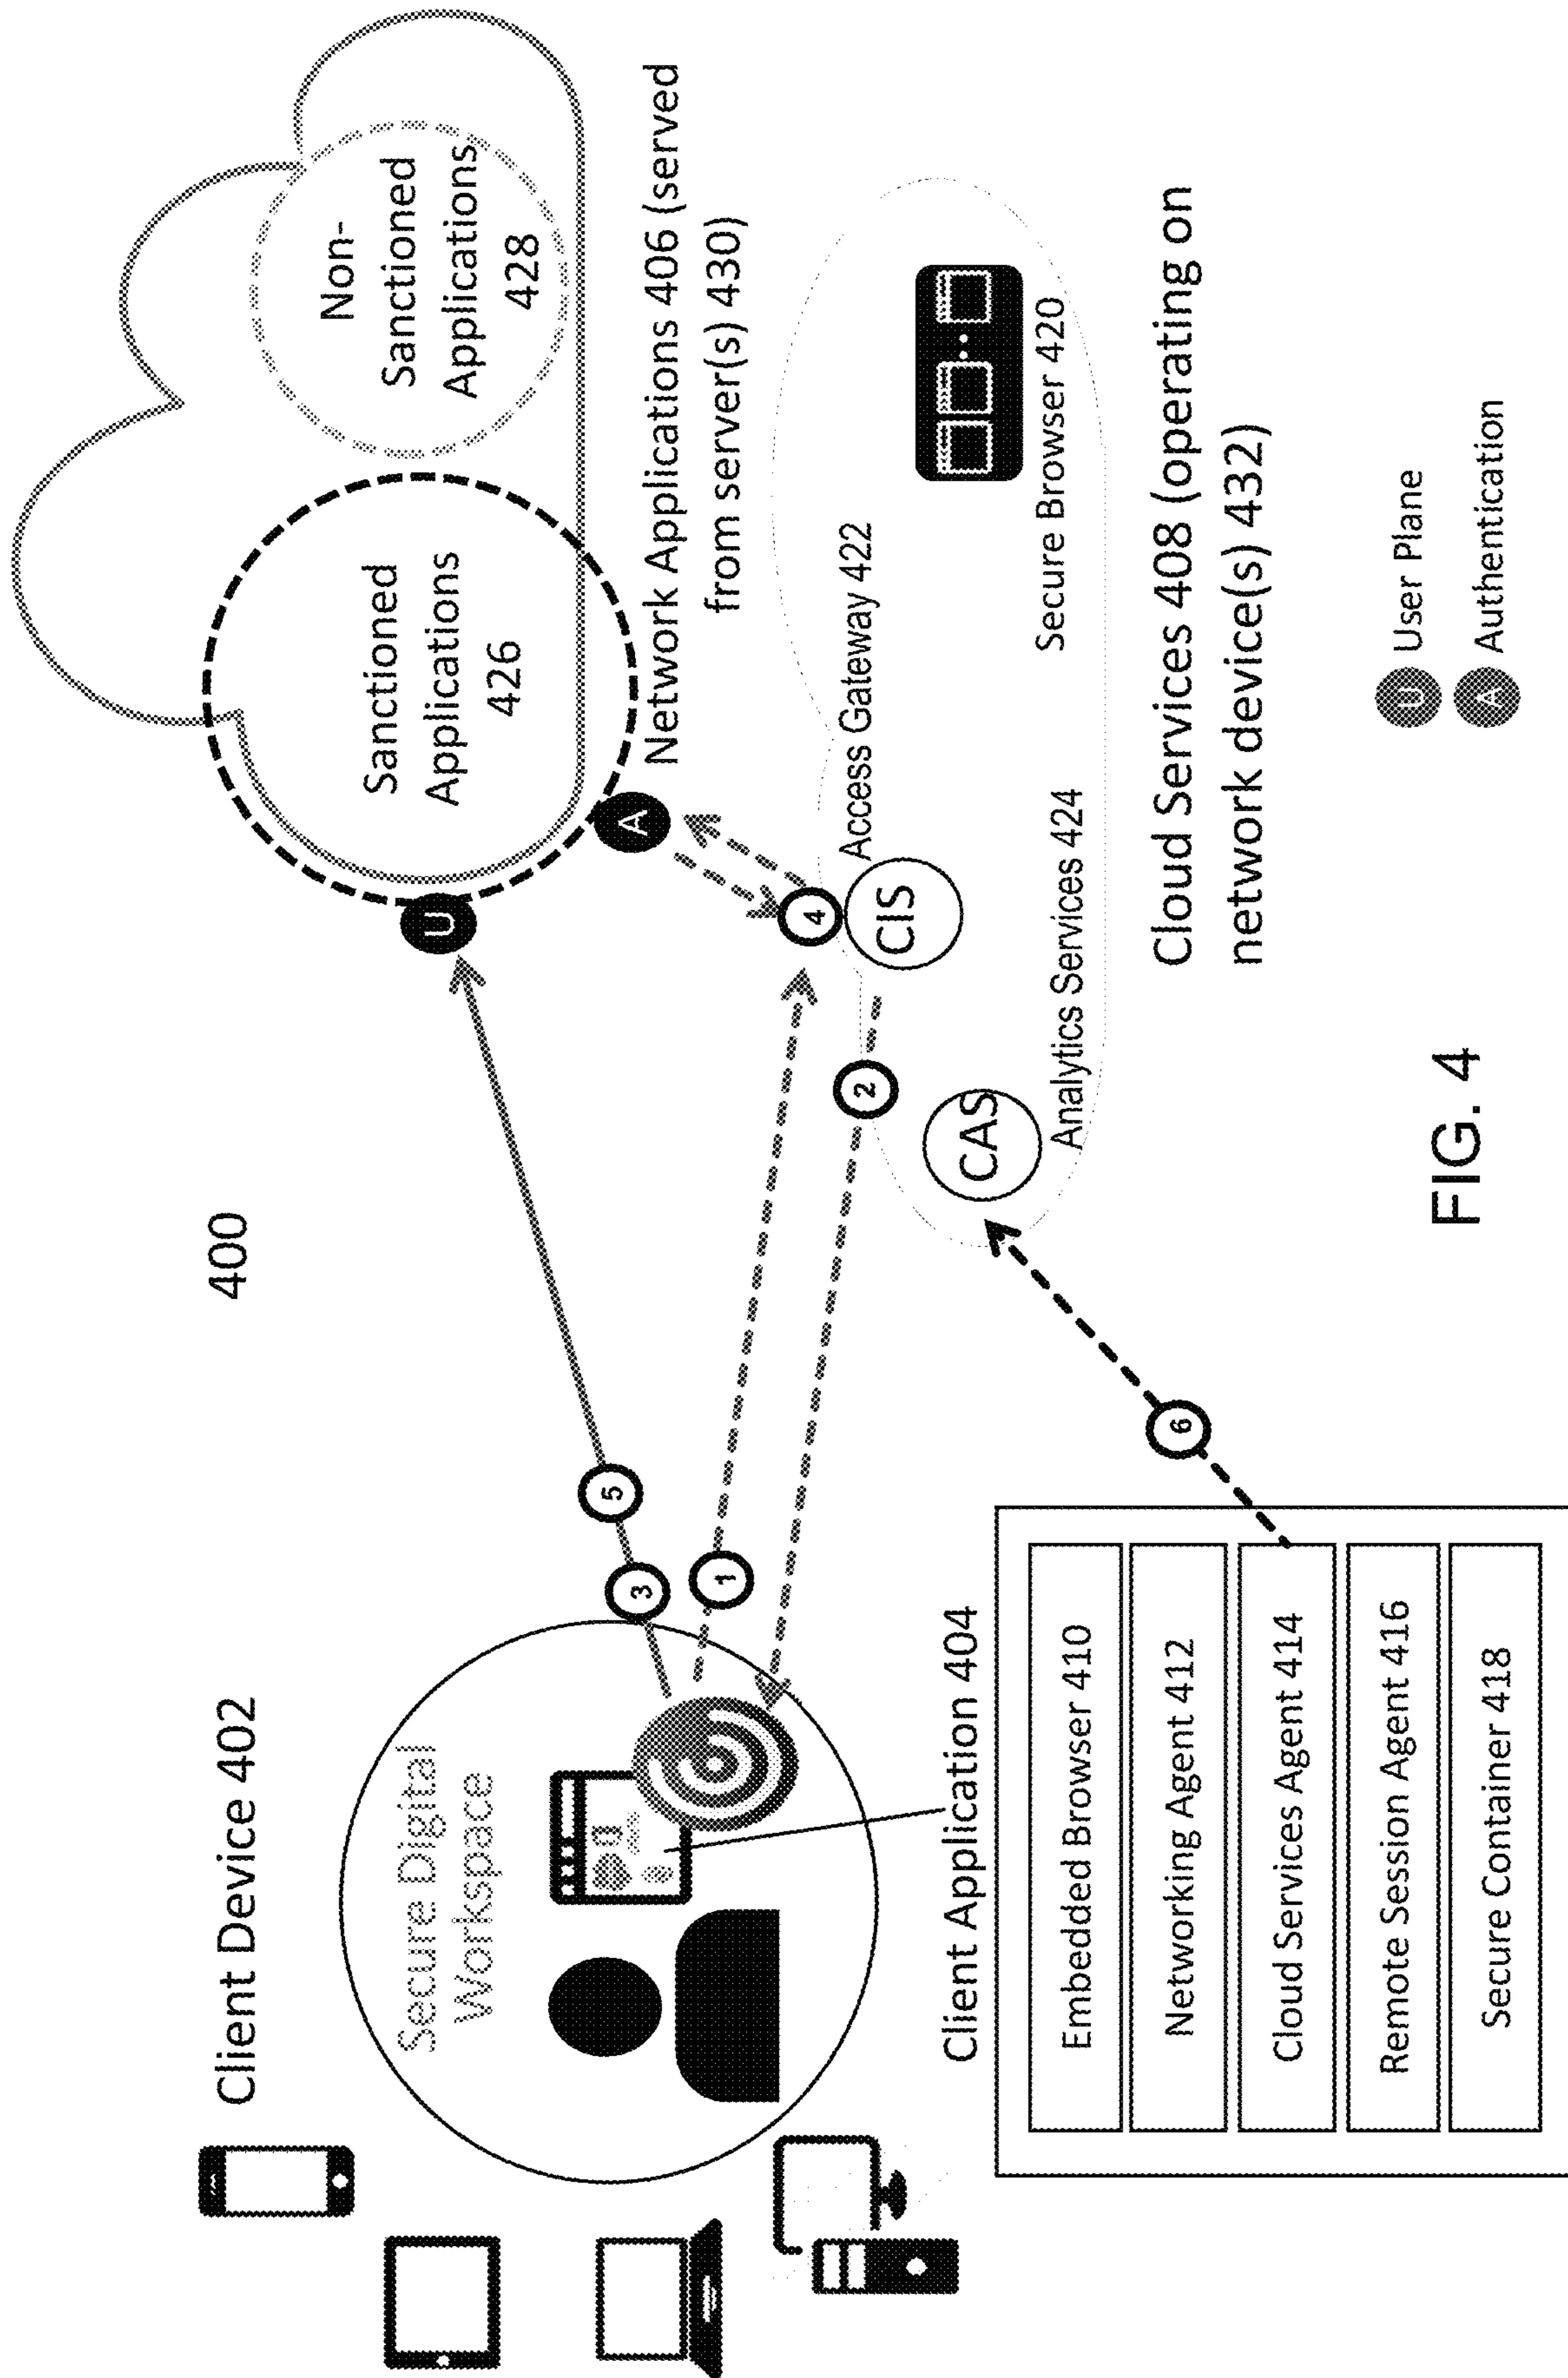 400
Client Device 402
Secure Digital
Workspace
3
5
1
2
4
U
A
Sanctioned
Applications
426
Non-
Sanctioned
Applications
428
Network Applications 406 (served
from server(s) 430)
Access Gateway 422
CIS
CAS
Analytics Services 424
Secure Browser 420
Cloud Services 408 (operating on
network device(s) 432)
Client Application 404
Embedded Browser 410
Networking Agent 412
Cloud Services Agent 414
Remote Session Agent 416
Secure Container 418
6
U User Plane
A Authentication
FIG. 4